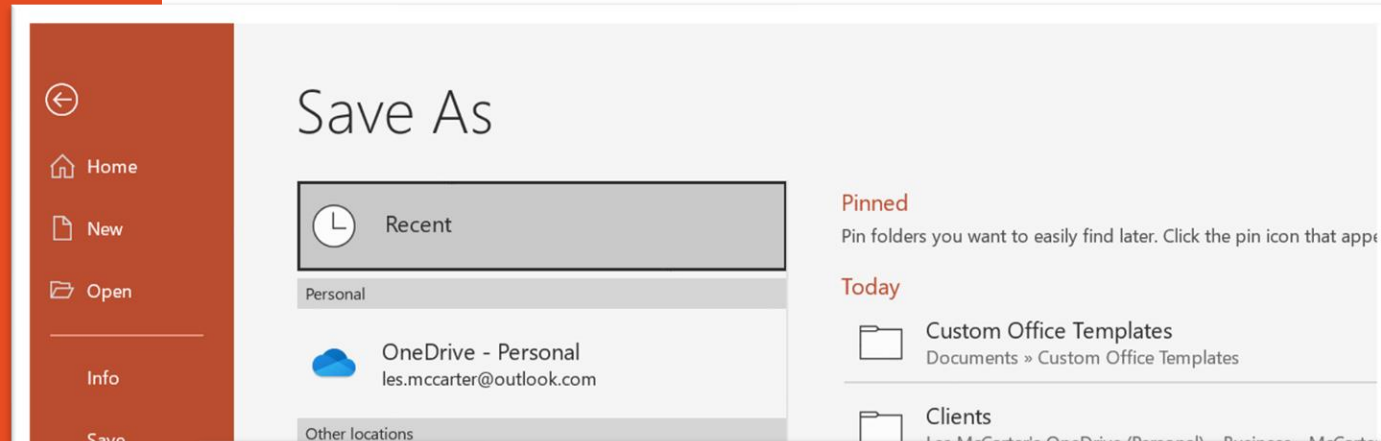 Save As
Home
New
Open
Info
Save
Recent
Personal
OneDrive - Personal
les.mccarter@outlook.com
Other locations
Pinned
Pin folders you want to easily find later. Click the pin icon that
Today
Custom Office Templates
Documents » Custom Office Templates
Clients